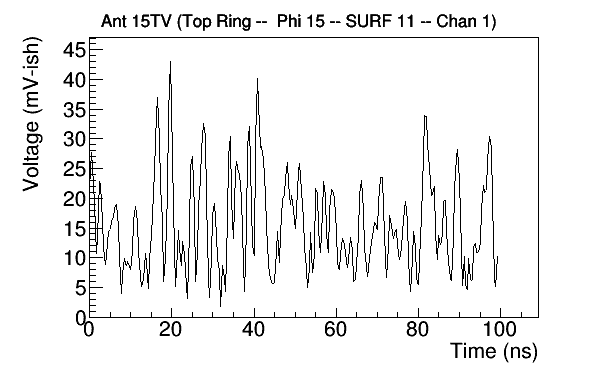 Ant 15TV (Top Ring -- Phi 15 -- SURF 11 -- Chan 1)
Voltage (mV-ish)
45
40
35
30
25
20
15
10
5
0
0 20 40 60 80 100
Time (ns)